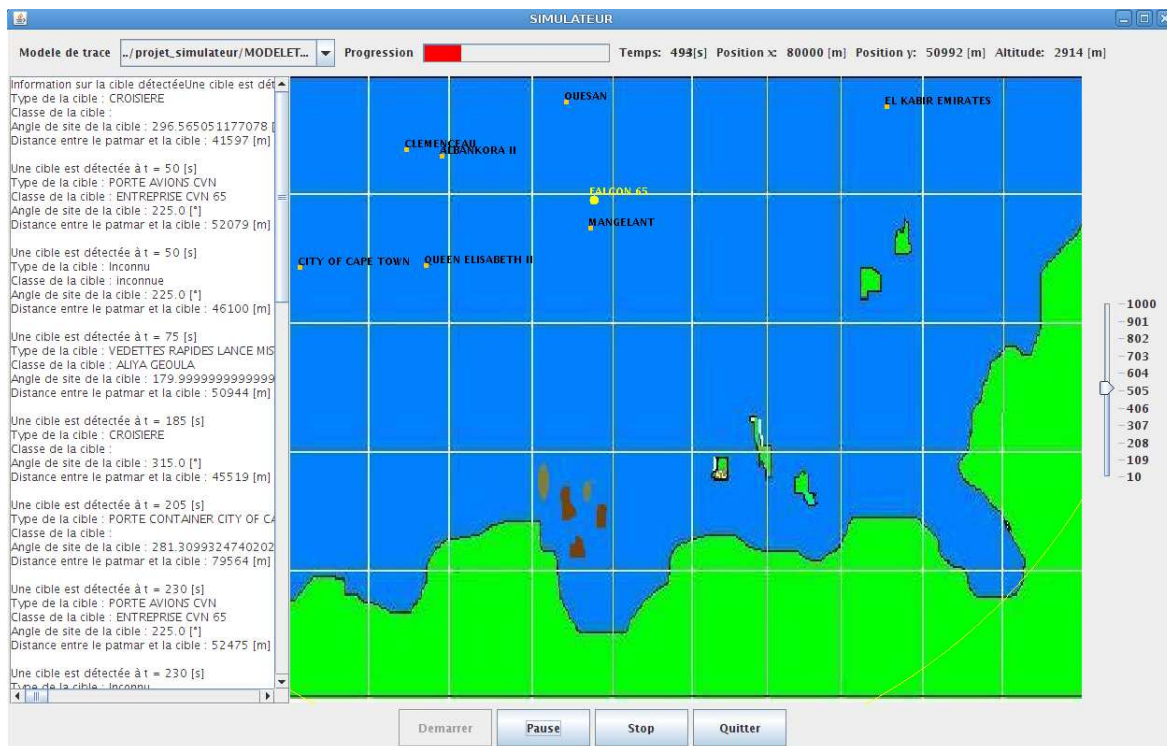 SIMULATEUR
Modele de trace ../projet_simulateur/MODELET... Progression Temps: [s] Position x: 80000 [m] Position y: 50992 [m] Altitude: 2914 [m]
Information sur la cible détectéeUne cible est dét
Type de la cible : CROISIERE
Classe de la cible :
Angle de site de la cible : 296.565051177078 [
Distance entre le patmar et la cible : 41597 [m]
Une cible est détectée à t = 50 [s]
Type de la cible : PORTE AVIONS CVN
Classe de la cible : ENTREPRISE CVN 65
Angle de site de la cible : 225.0 [°]
Distance entre le patmar et la cible : 52079 [m]
Une cible est détectée à t = 50 [s]
Type de la cible : Inconnu
Classe de la cible : inconnue
Angle de site de la cible : 225.0 [°]
Distance entre le patmar et la cible : 46100 [m]
Une cible est détectée à t = 75 [s]
Type de la cible : VEDETTES RAPIDES LANCE MIS
Classe de la cible : ALIYA GEOULA
Angle de site de la cible : 179.9999999999999
Distance entre le patmar et la cible : 50944 [m]
Une cible est détectée à t = 185 [s]
Type de la cible : CROISIERE
Classe de la cible :
Angle de site de la cible : 315.0 [°]
Distance entre le patmar et la cible : 45519 [m]
Une cible est détectée à t = 205 [s]
Type de la cible : PORTE CONTAINER CITY OF CA
Classe de la cible :
Angle de site de la cible : 281.3099324740202
Distance entre le patmar et la cible : 79564 [m]
Une cible est détectée à t = 230 [s]
Type de la cible : PORTE AVIONS CVN
Classe de la cible : ENTREPRISE CVN 65
Angle de site de la cible : 225.0 [°]
Distance entre le patmar et la cible : 52475 [m]
Une cible est détectée à t = 230 [s]
Type de la cible : Inconnu
OUESAN
EL KABIR EMIRATES
CLEMENCEAU
ALBANKORA II
FALCON 65
MANGELANT
CITY OF CAPE TOWN
QUEEN ELISABETH II
1000
901
802
703
604
505
406
307
208
109
10
Demarrer Pause Stop Quitter